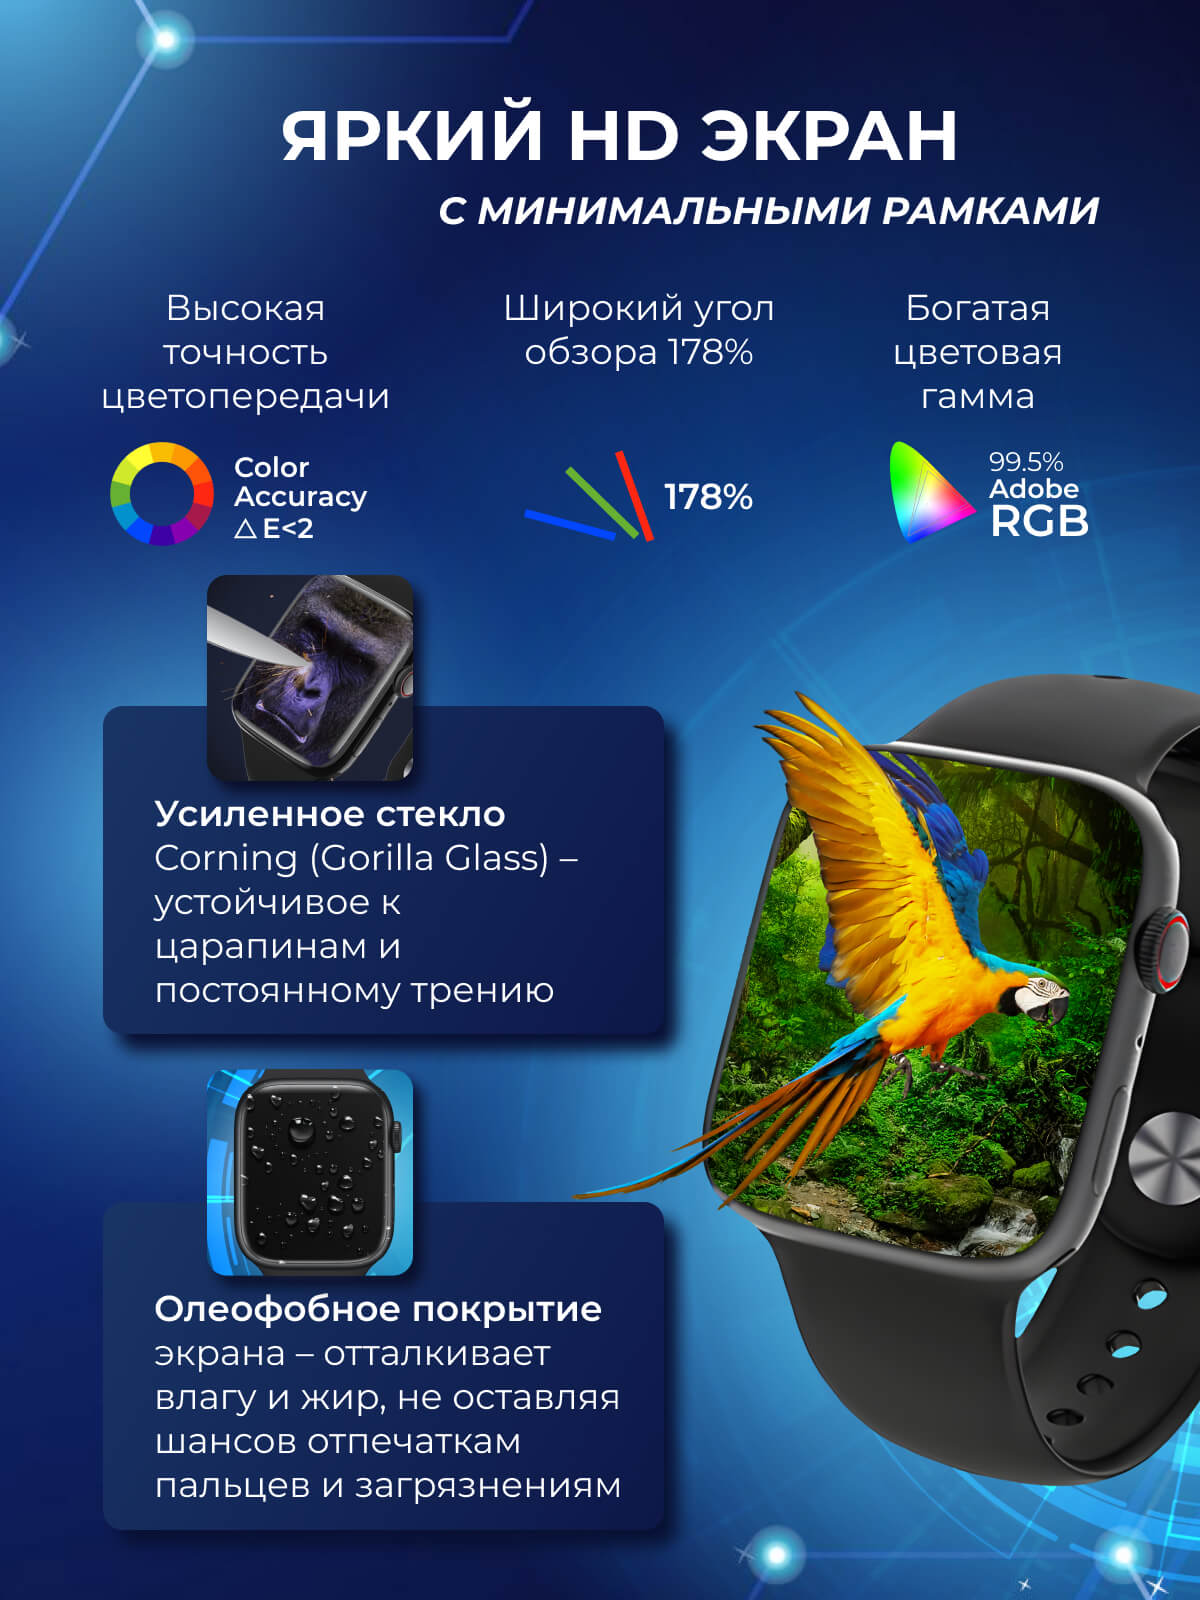 ЯРКИЙ HD ЭКРАН
С МИНИМАЛЬНЫМИ РАМКАМИ
Высокая
точность
цветопередачи
Color
Accuracy
△ E<2
Широкий угол
обзора 178%
178%
Богатая
цветовая
гамма
99.5%
Adobe
RGB
Усиленное стекло
Corning (Gorilla Glass) –
устойчивое к
царапинам и
постоянному трению
Олеофобное покрытие
экрана – отталкивает
влагу и жир, не оставляя
шансов отпечаткам
пальцев и загрязнениям